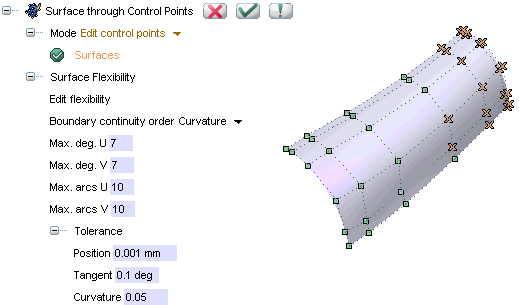 Surface through Control Points
Mode Edit control points
Surfaces
Surface Flexibility
Edit flexibility
Boundary continuity order Curvature
Max. deg. U 7
Max. deg. V 7
Max. arcs U 10
Max. arcs V 10
Tolerance
Position 0.001 mm
Tangent 0.1 deg
Curvature 0.05